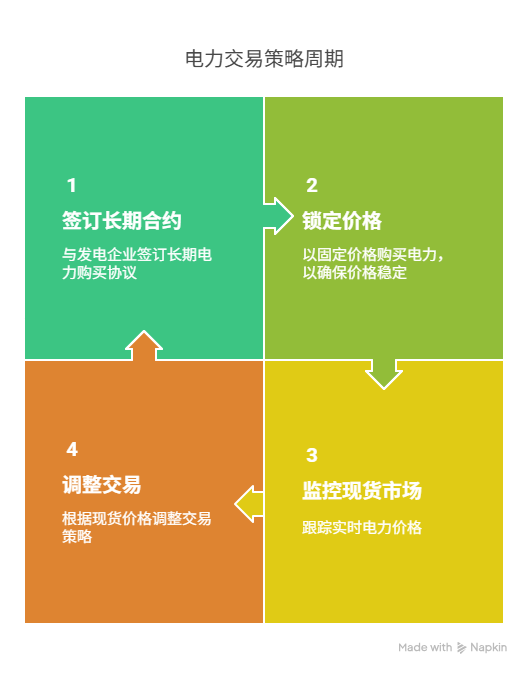 电力交易策略周期
1
签订长期合约
与发电企业签订长期电
力购买协议
2
锁定价格
以固定价格购买电力，
以确保价格稳定
3
监控现货市场
跟踪实时电力价格
4
调整交易
根据现货价格调整交易
策略
Made with Napkin